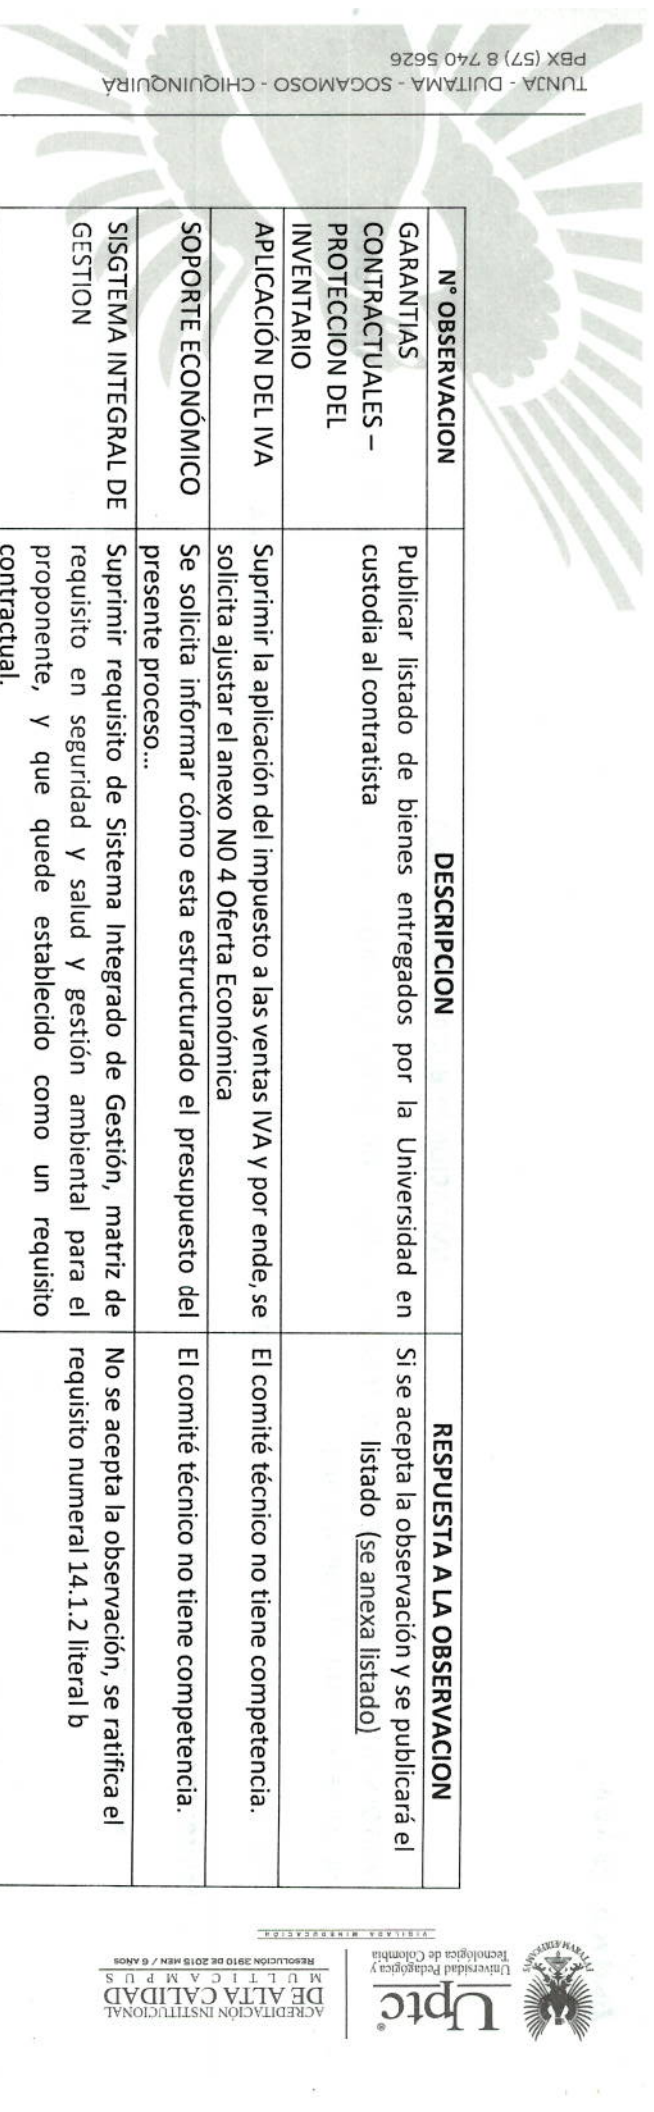 N° OBSERVACION
DESCRIPCION
RESPUESTA A LA OBSERVACION
GARANTIAS
CONTRACTUALES –
PROTECCION DEL
INVENTARIO
Publicar listado de bienes entregados por la Universidad en
custodia al contratista
Si se acepta la observación y se publicará el
listado (se anexa listado)
APLICACIÓN DEL IVA
Suprimir la aplicación del impuesto a las ventas IVA y por ende, se
solicita ajustar el anexo N0 4 Oferta Económica
El comité técnico no tiene competencia.
SOPORTE ECONÓMICO
Se solicita informar cómo esta estructurado el presupuesto del
presente proceso...
El comité técnico no tiene competencia.
SISGTEMA INTEGRAL DE
GESTION
Suprimir requisito de Sistema Integrado de Gestión, matriz de
requisito en seguridad y salud y gestión ambiental para el
proponente, y que quede establecido como un requisito
contractual.
No se acepta la observación, se ratifica el
requisito numeral 14.1.2 literal b
Uptc
Universidad Pedagógica y
Tecnológica de Colombia
ACREDITACIÓN INSTITUCIONAL
DE ALTA CALIDAD
MULTICAMPUS
RESOLUCIÓN 3910 DE 2015 MEN / 6 AÑOS
VIGILADA MINEDUCACIÓN
TUNJA - DUITAMA - SOGAMOSO - CHIQUINQUIRÁ
PBX (57) 8 740 5626